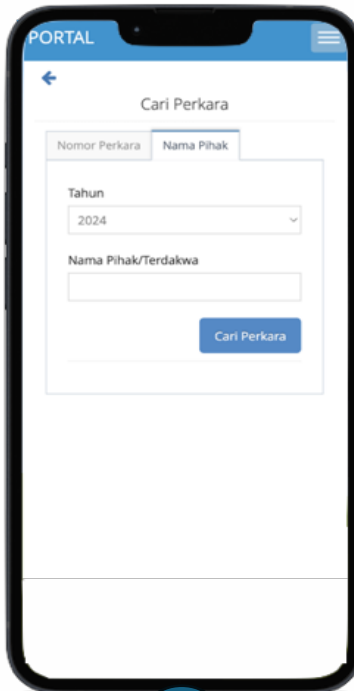 PORTAL
Cari Perkara
Nomor Perkara
Nama Pihak
Tahun
2024
Nama Pihak/Terdakwa
Cari Perkara